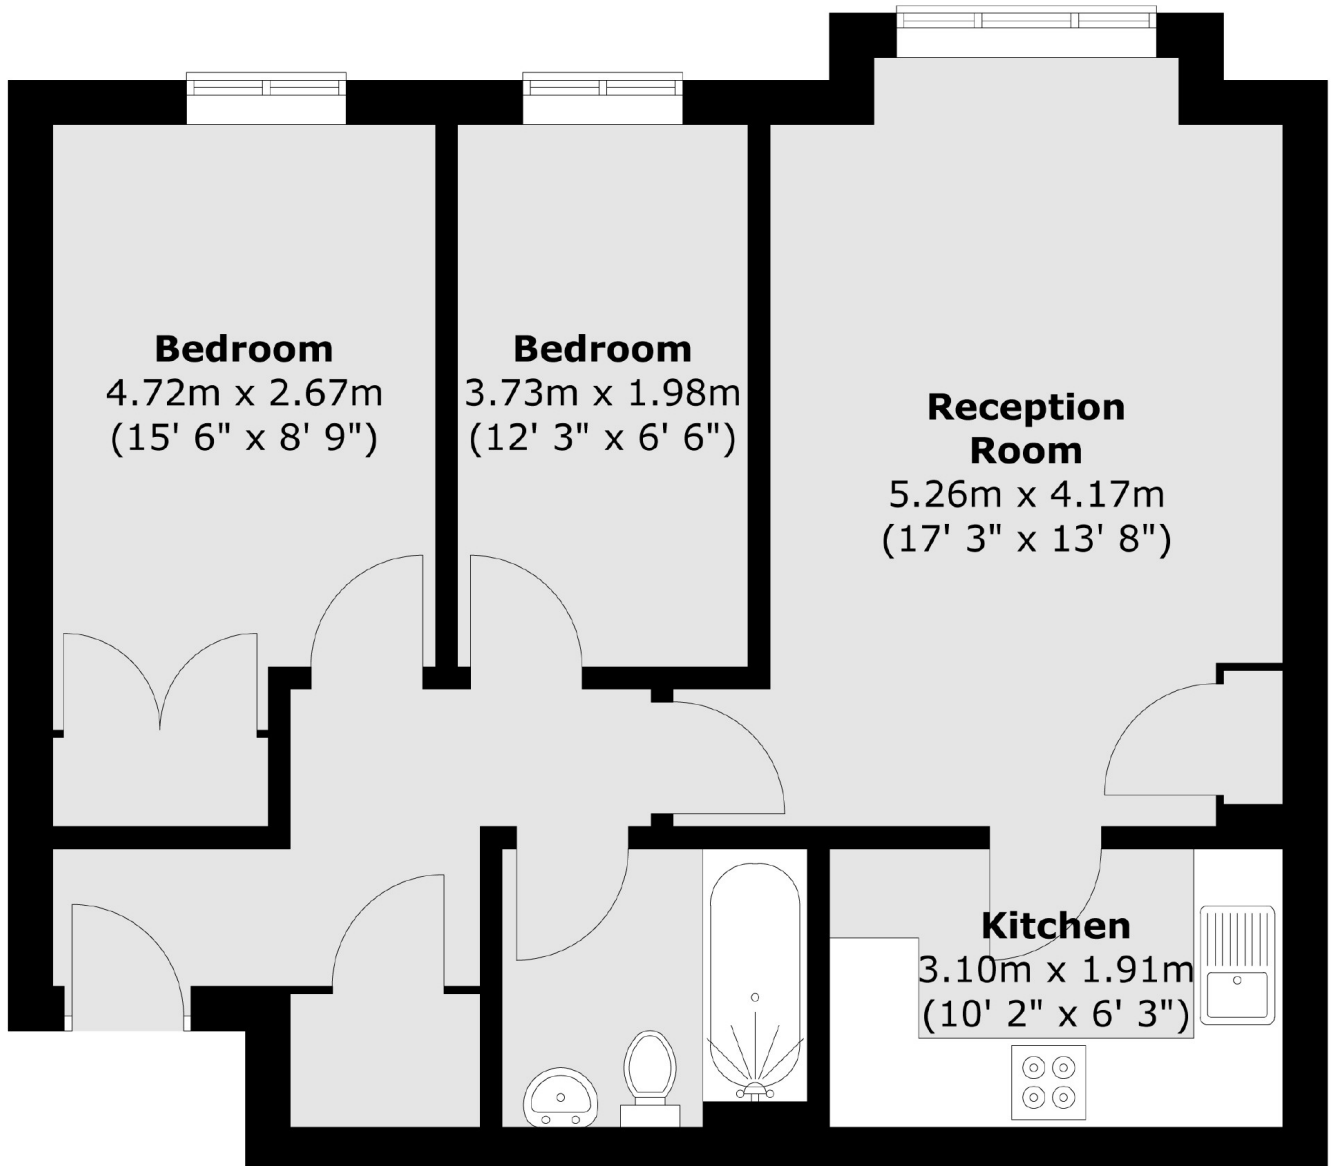 Bedroom
4.72m x 2.67m
(15' 6" x 8' 9")
Bedroom
3.73m x 1.98m
(12' 3" x 6' 6")
Reception
Room
5.26m x 4.17m
(17' 3" x 13' 8")
Kitchen
3.10m x 1.91m
(10' 2" x 6' 3")